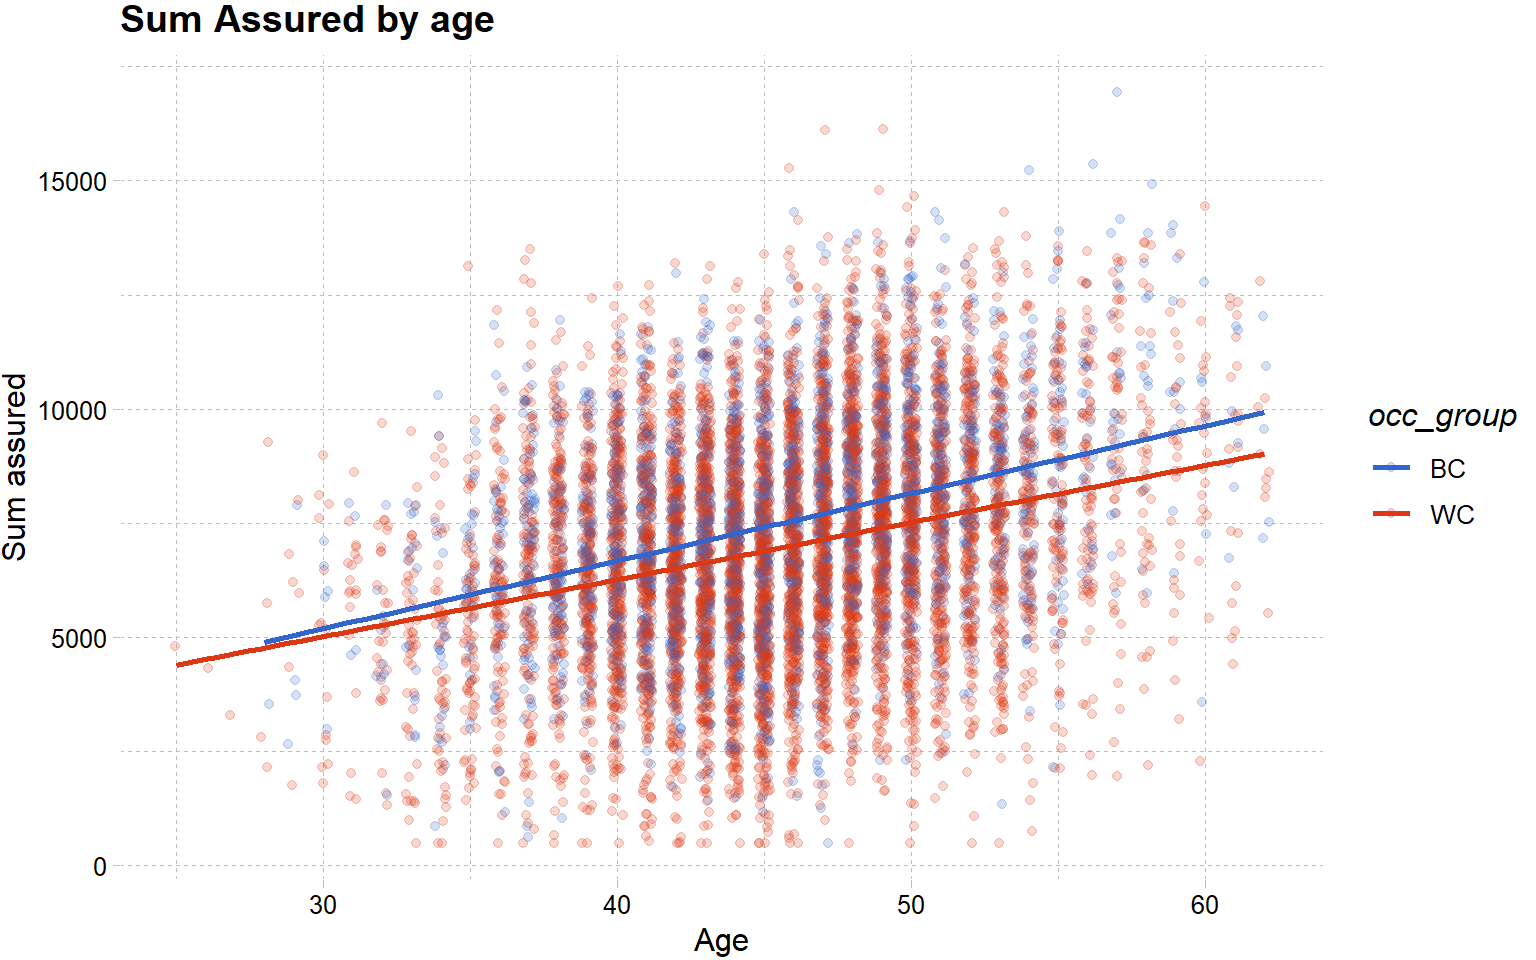 Sum Assured by age
Sum assured
15000
10000
5000
0
30 40 50 60
Age
occ_group
BC
WC